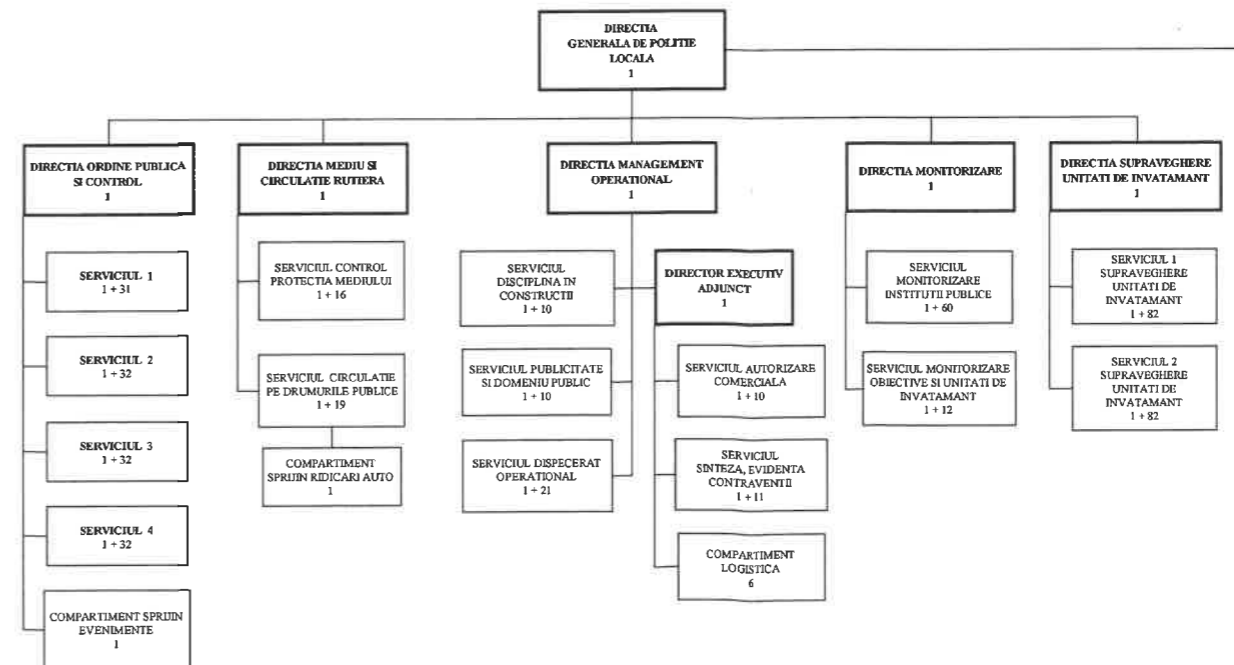 DIRECTIA
GENERALA DE POLITIE
LOCALA
1
DIRECTIA ORDINE PUBLICA
SI CONTROL
1
SERVICIUL 1
1 + 31
SERVICIUL 2
1 + 32
SERVICIUL 3
1 + 32
SERVICIUL 4
1 + 32
COMPARTIMENT SPRIJIN
EVENIMENTE
1
DIRECTIA MEDIU SI
CIRCULATIE RUTIERA
1
SERVICIUL CONTROL
PROTECTIA MEDIULUI
1 + 16
SERVICIUL CIRCULATIE
PE DRUMURILE PUBLICE
1 + 19
COMPARTIMENT
SPRIJIN RIDICARI AUTO
1
DIRECTIA MANAGEMENT
OPERATIONAL
1
SERVICIUL
DISCIPLINA IN
CONSTRUCTII
1 + 10
SERVICIUL PUBLICITATE
SI DOMENIU PUBLIC
1 + 10
SERVICIUL DISPECERAT
OPERATIONAL
1 + 21
DIRECTOR EXECUTIV
ADJUNCT
1
SERVICIUL AUTORIZARE
COMERCIALA
1 + 10
SERVICIUL
SINTEZA, EVIDENTA
CONTRAVENTII
1 + 11
COMPARTIMENT
LOGISTICA
6
DIRECTIA MONITORIZARE
1
SERVICIUL
MONITORIZARE
INSTITUTII PUBLICE
1 + 60
SERVICIUL MONITORIZARE
OBIECTIVE SI UNITATI DE
INVATAMANT
1 + 12
DIRECTIA SUPRAVEGHERE
UNITATI DE INVATAMANT
1
SERVICIUL 1
SUPRAVEGHERE
UNITATI DE
INVATAMANT
1 + 82
SERVICIUL 2
SUPRAVEGHERE
UNITATI DE
INVATAMANT
1 + 82